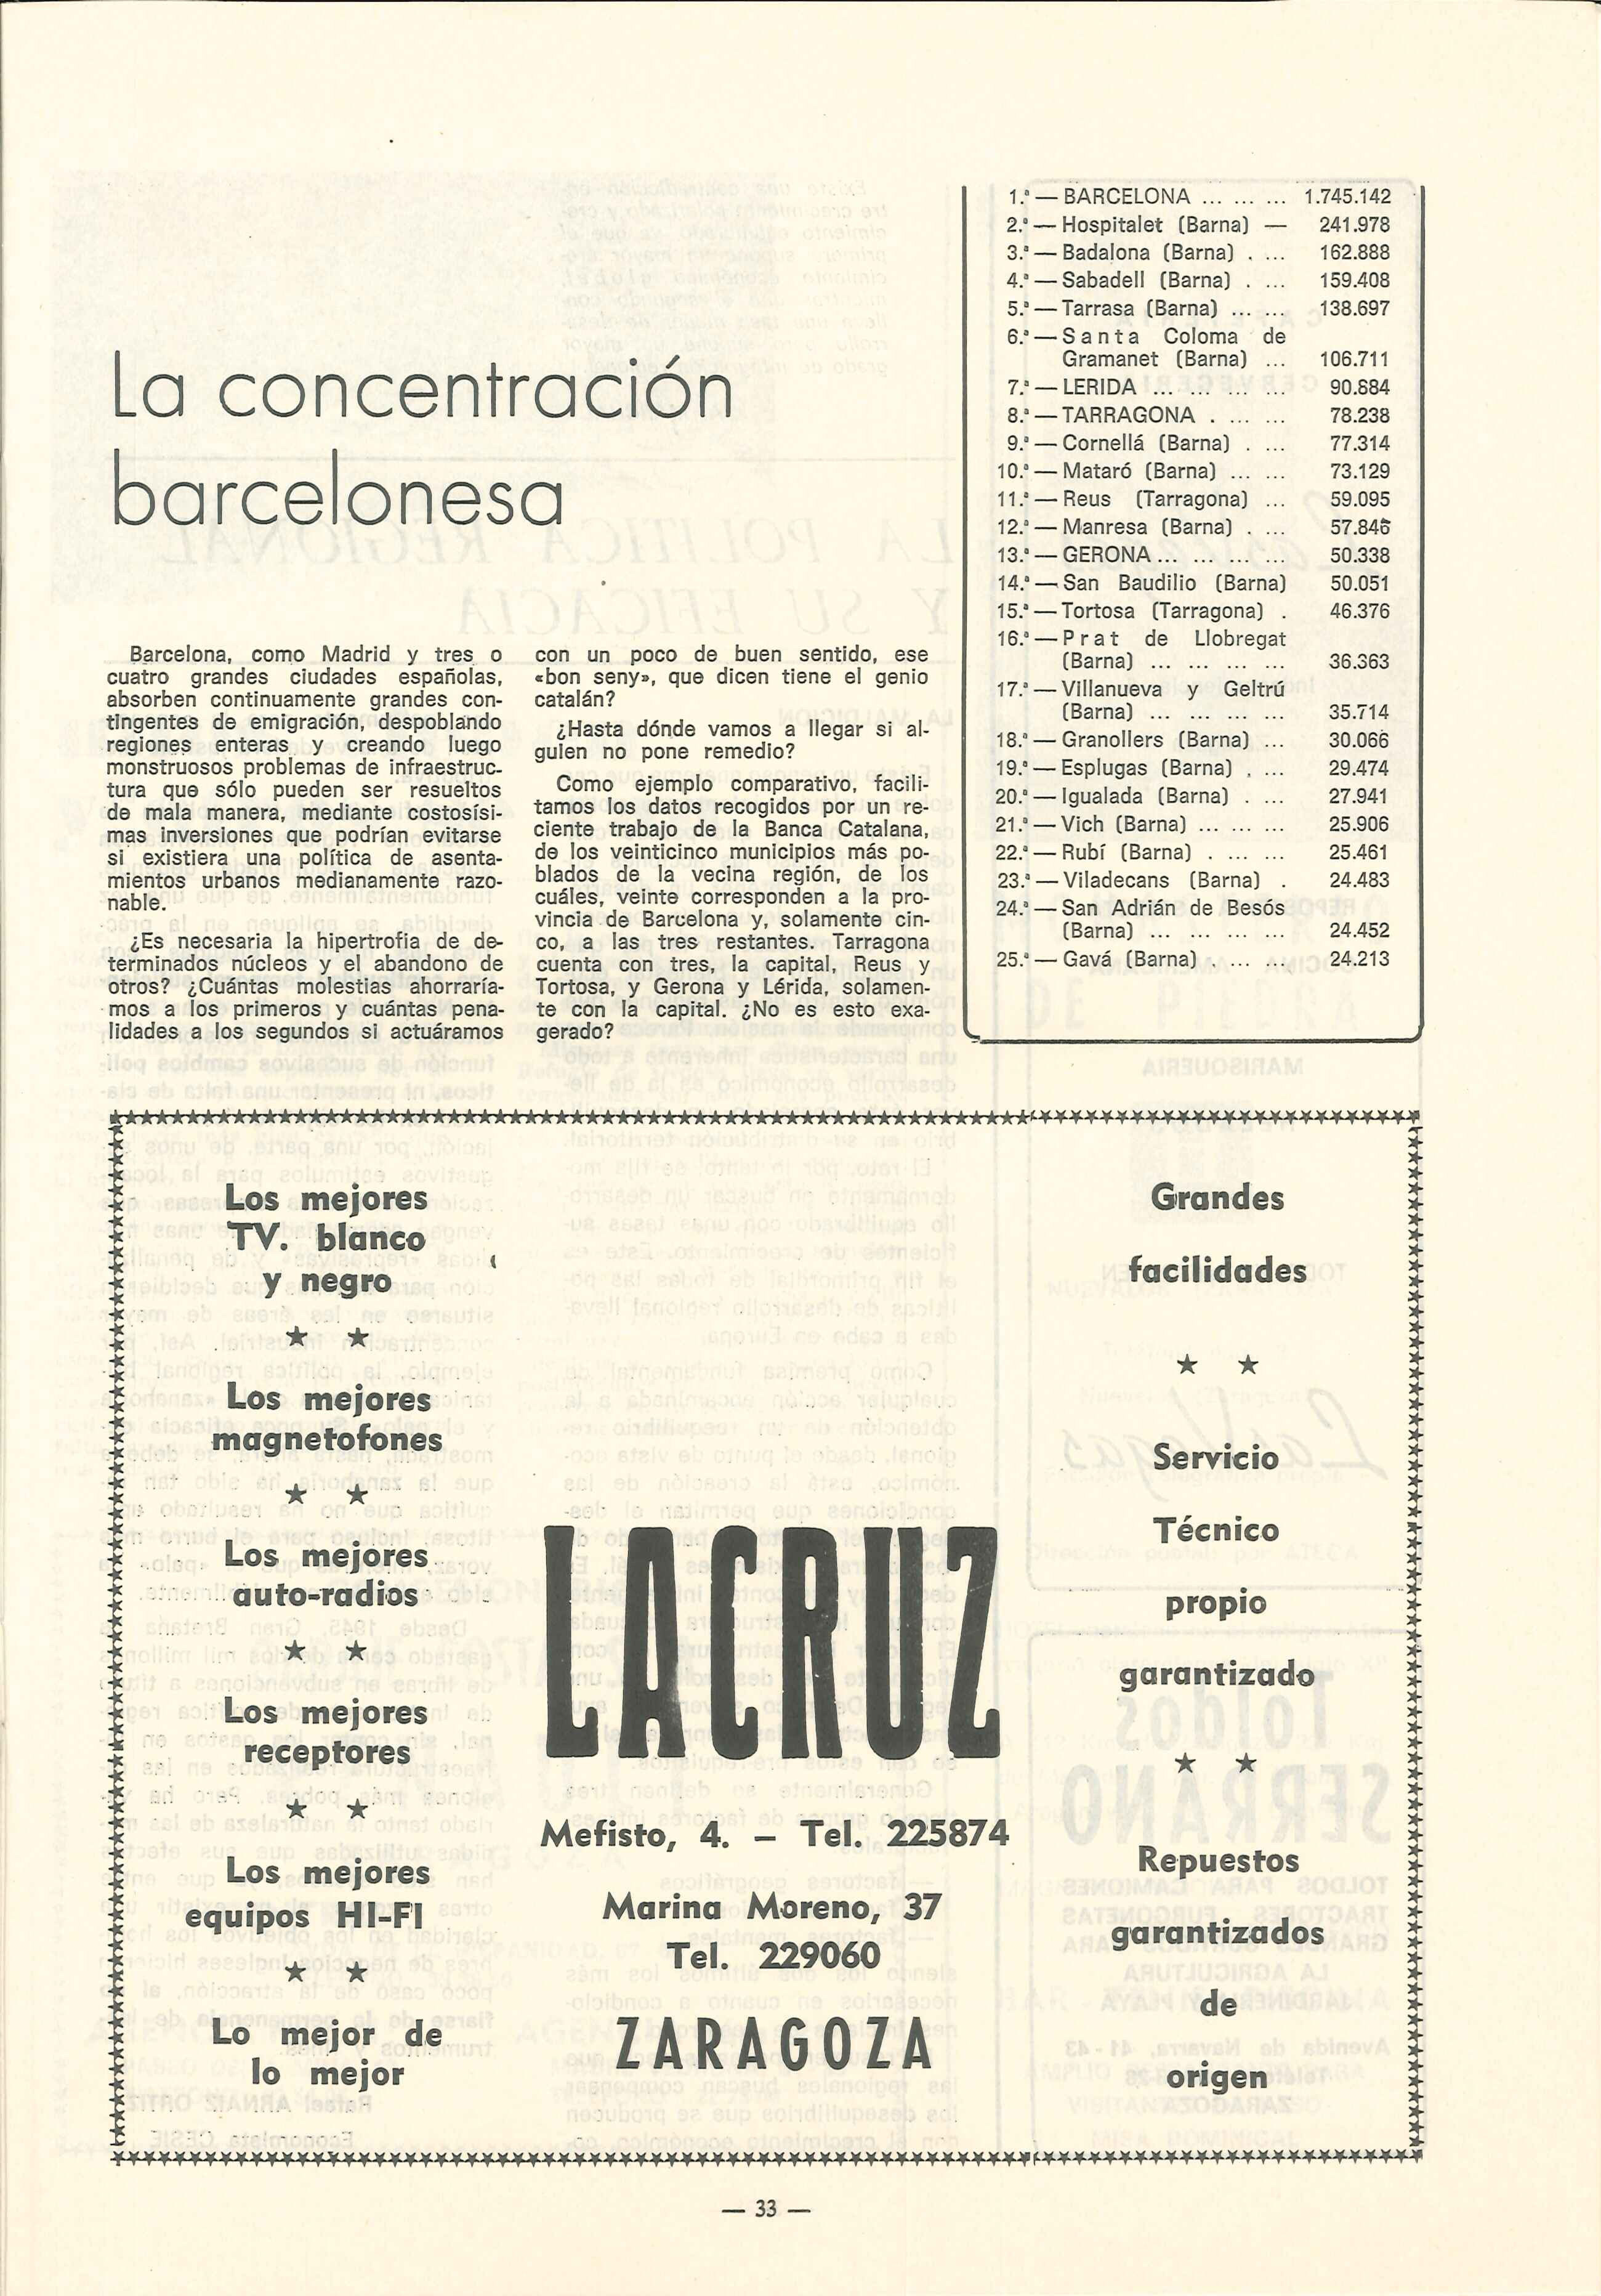 La concentración
barcelonesa
Barcelona, como Madrid y tres o
cuatro grandes ciudades españolas,
absorben continuamente grandes con-
tingentes de emigración, despoblando
regiones enteras y creando luego
monstruosos problemas de infraestruc-
tura que sólo pueden ser resueltos
de mala manera, mediante costosísi-
mas inversiones que podrían evitarse
si existiera una política de asenta-
mientos urbanos medianamente razo-
nable.
¿Es necesaria la hipertrofia de de-
terminados núcleos y el abandono de
otros? ¿Cuántas molestias ahorraría-
mos a los primeros y cuántas pena-
lidades a los segundos si actuáramos
con un poco de buen sentido, ese
«bon seny», que dicen tiene el genio
catalán?
¿Hasta dónde vamos a llegar si al-
guien no pone remedio?
Como ejemplo comparativo, facili-
tamos los datos recogidos por un re-
ciente trabajo de la Banca Catalana,
de los veinticinco municipios más po-
blados de la vecina región, de los
cuáles, veinte corresponden a la pro-
vincia de Barcelona y, solamente cin-
co, a las tres restantes. Tarragona
cuenta con tres, la capital, Reus y
Tortosa, y Gerona y Lérida, solamen-
te con la capital. ¿No es esto exa-
gerado?
1.ª — BARCELONA ... ... ... 1.745.142
2.ª — Hospitalet (Barna) — 241.978
3.ª — Badalona (Barna) . ... 162.888
4.ª — Sabadell (Barna) . ... 159.408
5.ª — Tarrasa (Barna) ... ... 138.697
6.ª — Santa Coloma de
Gramanet (Barna) ... 106.711
7.ª — LERIDA ... ... ... ... 90.884
8.ª — TARRAGONA . ... ... 78.238
9.ª — Cornellá (Barna) . ... 77.314
10.ª — Mataró (Barna) ... ... 73.129
11.ª — Reus (Tarragona) ... 59.095
12.ª — Manresa (Barna) . ... 57.846
13.ª — GERONA ... ... ... ... 50.338
14.ª — San Baudilio (Barna) 50.051
15.ª — Tortosa (Tarragona) . 46.376
16.ª — Prat de Llobregat
(Barna) ... ... ... ... 36.363
17.ª — Villanueva y Geltrú
(Barna) ... ... ... ... 35.714
18.ª — Granollers (Barna) ... 30.066
19.ª — Esplugas (Barna) . ... 29.474
20.ª — Igualada (Barna) . ... 27.941
21.ª — Vich (Barna) ... ... ... 25.906
22.ª — Rubí (Barna) . ... ... 25.461
23.ª — Viladecans (Barna) . 24.483
24.ª — San Adrián de Besós
(Barna) ... ... ... ... 24.452
25.ª — Gavá (Barna) . ... ... 24.213
Los mejores
TV. blanco
y negro
★ ★
Los mejores
magnetofones
★ ★
Los mejores
auto-radios
★ ★
Los mejores
receptores
★ ★
Los mejores
equipos HI-FI
★ ★
Lo mejor de
lo mejor
LACRUZ
Mefisto, 4. – Tel. 225874
Marina Moreno, 37
Tel. 229060
ZARAGOZA
Grandes
facilidades
★ ★
Servicio
Técnico
propio
garantizado
★ ★
Repuestos
garantizados
de
origen
— 33 —